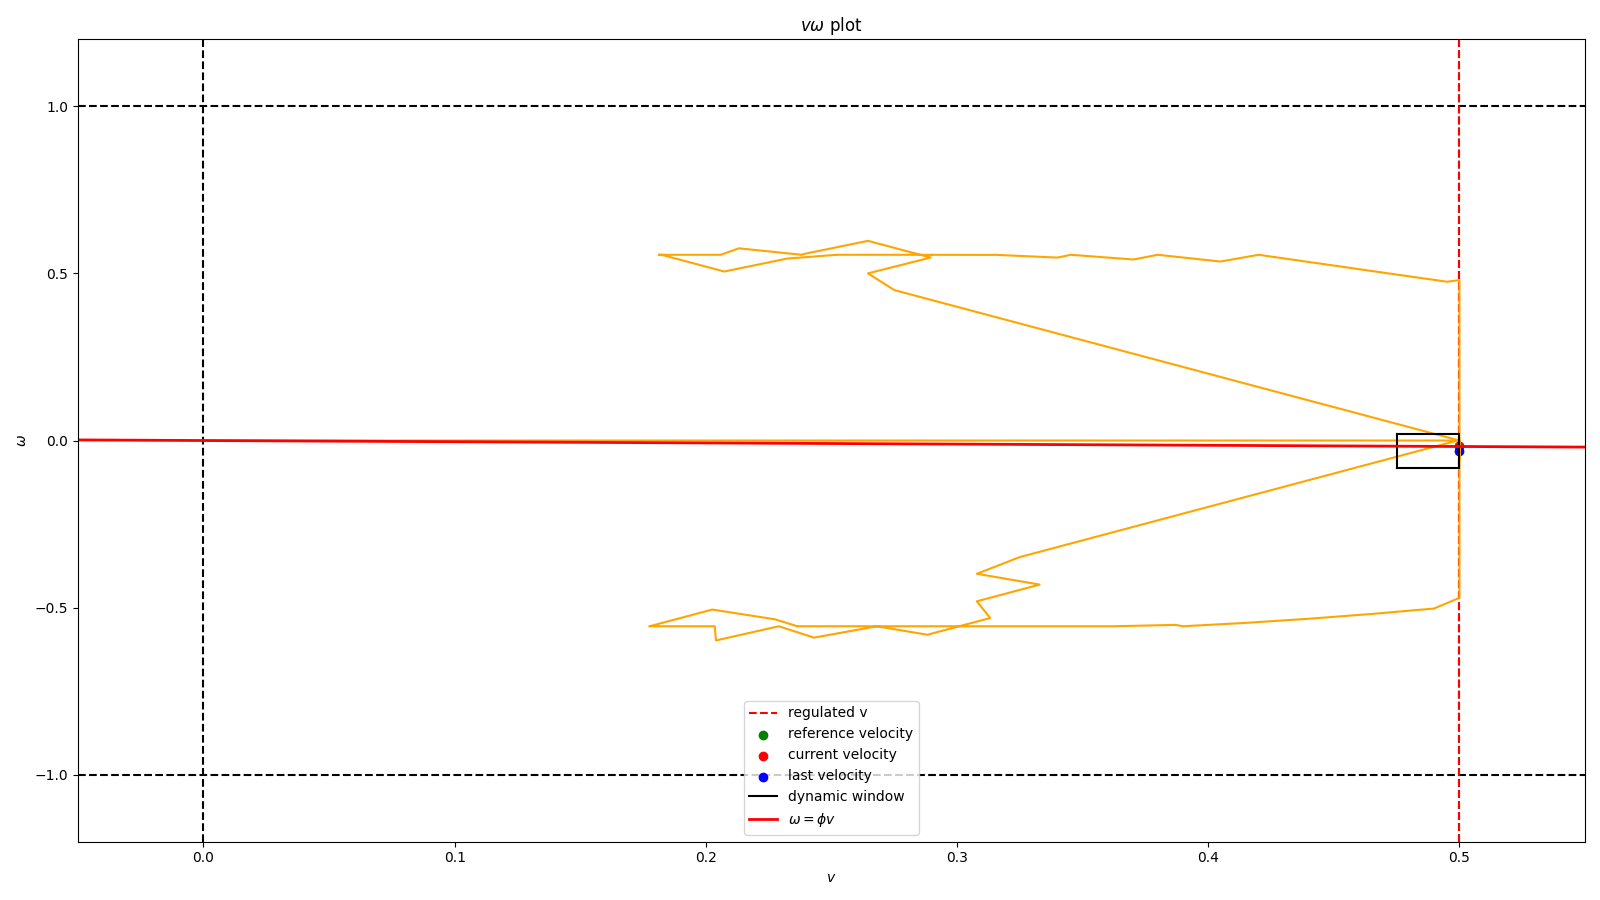 vω plot
1.0
0.5
0.0
−0.5
−1.0
ω
0.0 0.1 0.2 0.3 0.4 0.5
v
regulated v
reference velocity
current velocity
last velocity
dynamic window
ω = ϕv